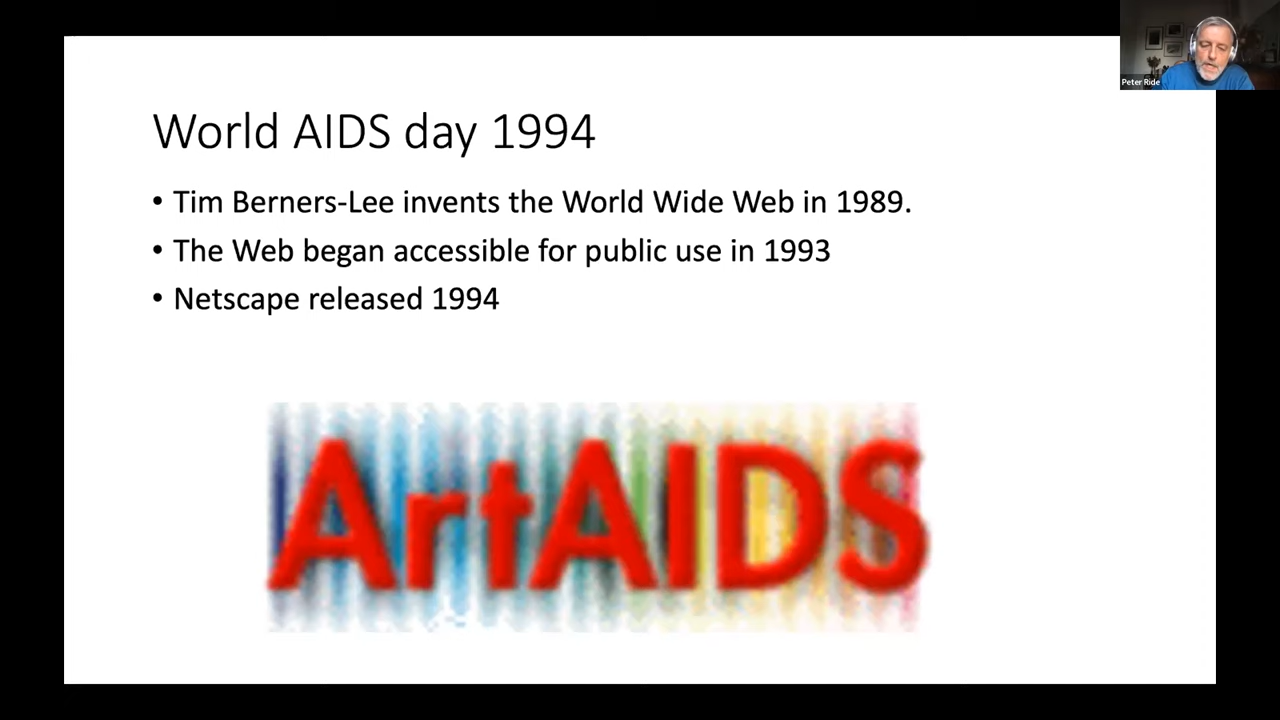 World AIDS day 1994
• Tim Berners-Lee invents the World Wide Web in 1989.
• The Web began accessible for public use in 1993
• Netscape released 1994
ArtAIDS
Peter Ride